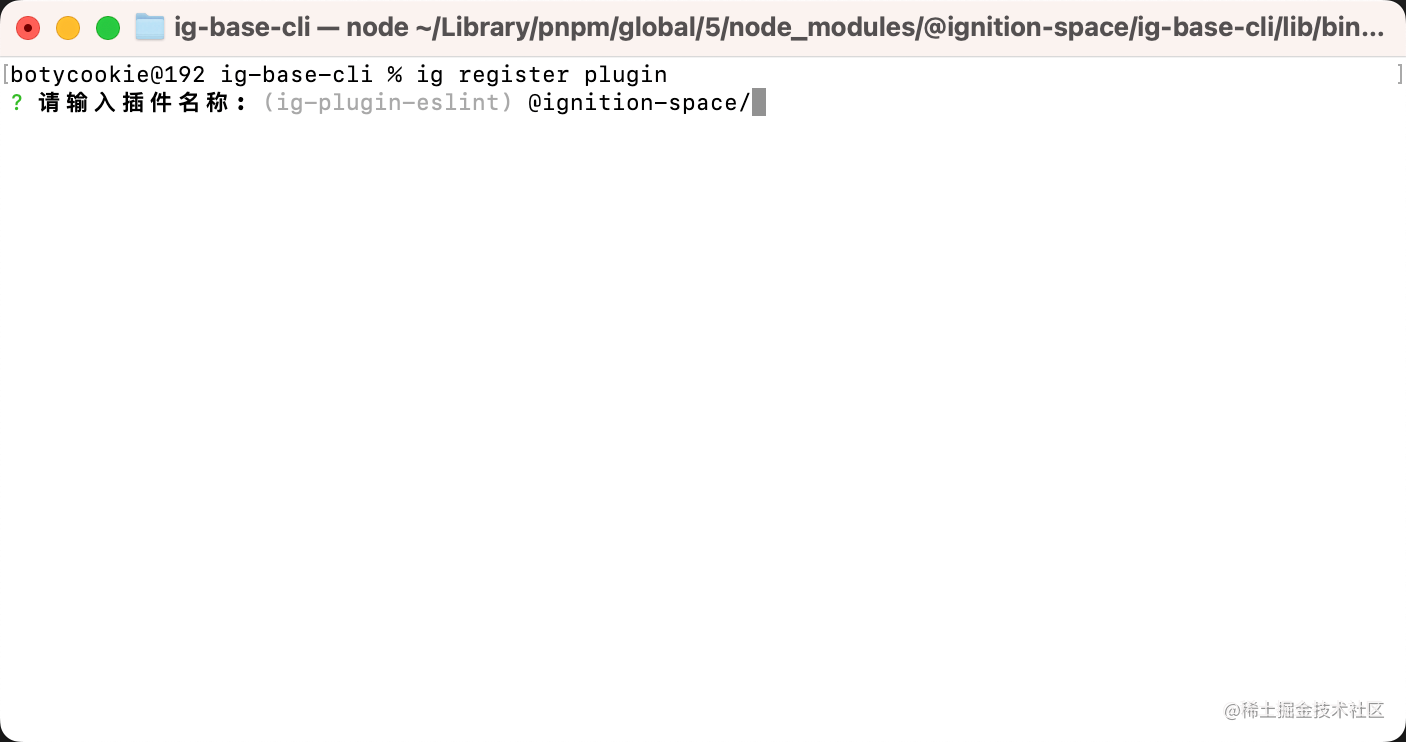 ig-base-cli — node ~/Library/pnpm/global/5/node_modules/@ignition-space/ig-base-cli/lib/bin...
[botycookie@192 ig-base-cli % ig register plugin ]
? 请输入插件名称: (ig-plugin-eslint) @ignition-space/
@稀土掘金技术社区